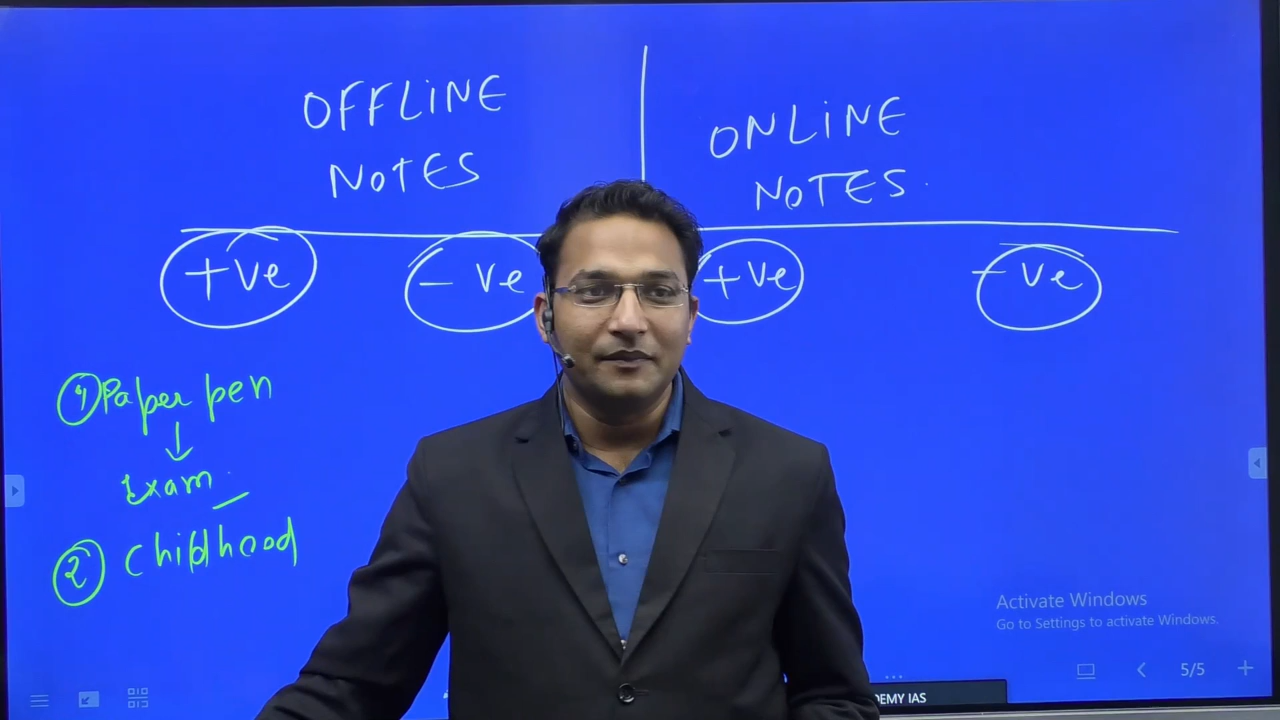 OFFLINE
NOTES
ONLINE
NOTES.
+ve
- ve
+ve
- ve
1 Paper pen
↓
Exam.
2 Childhood
Activate Windows
Go to Settings to activate Windows.
5/5
DEMY IAS